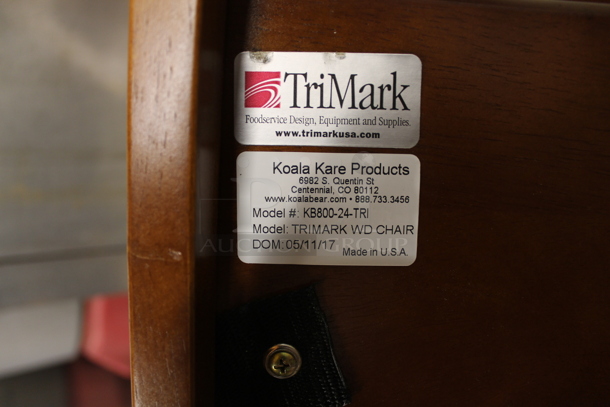 TriMark
Foodservice Design, Equipment and Supplies.
www.trimarkusa.com
Koala Kare Products
6982 S. Quentin St
Centennial, CO 80112
www.koalabear.com • 888.733.3456
Model #: KB800-24-TRI
Model: TRIMARK WD CHAIR
DOM: 05/11/17
Made in U.S.A.